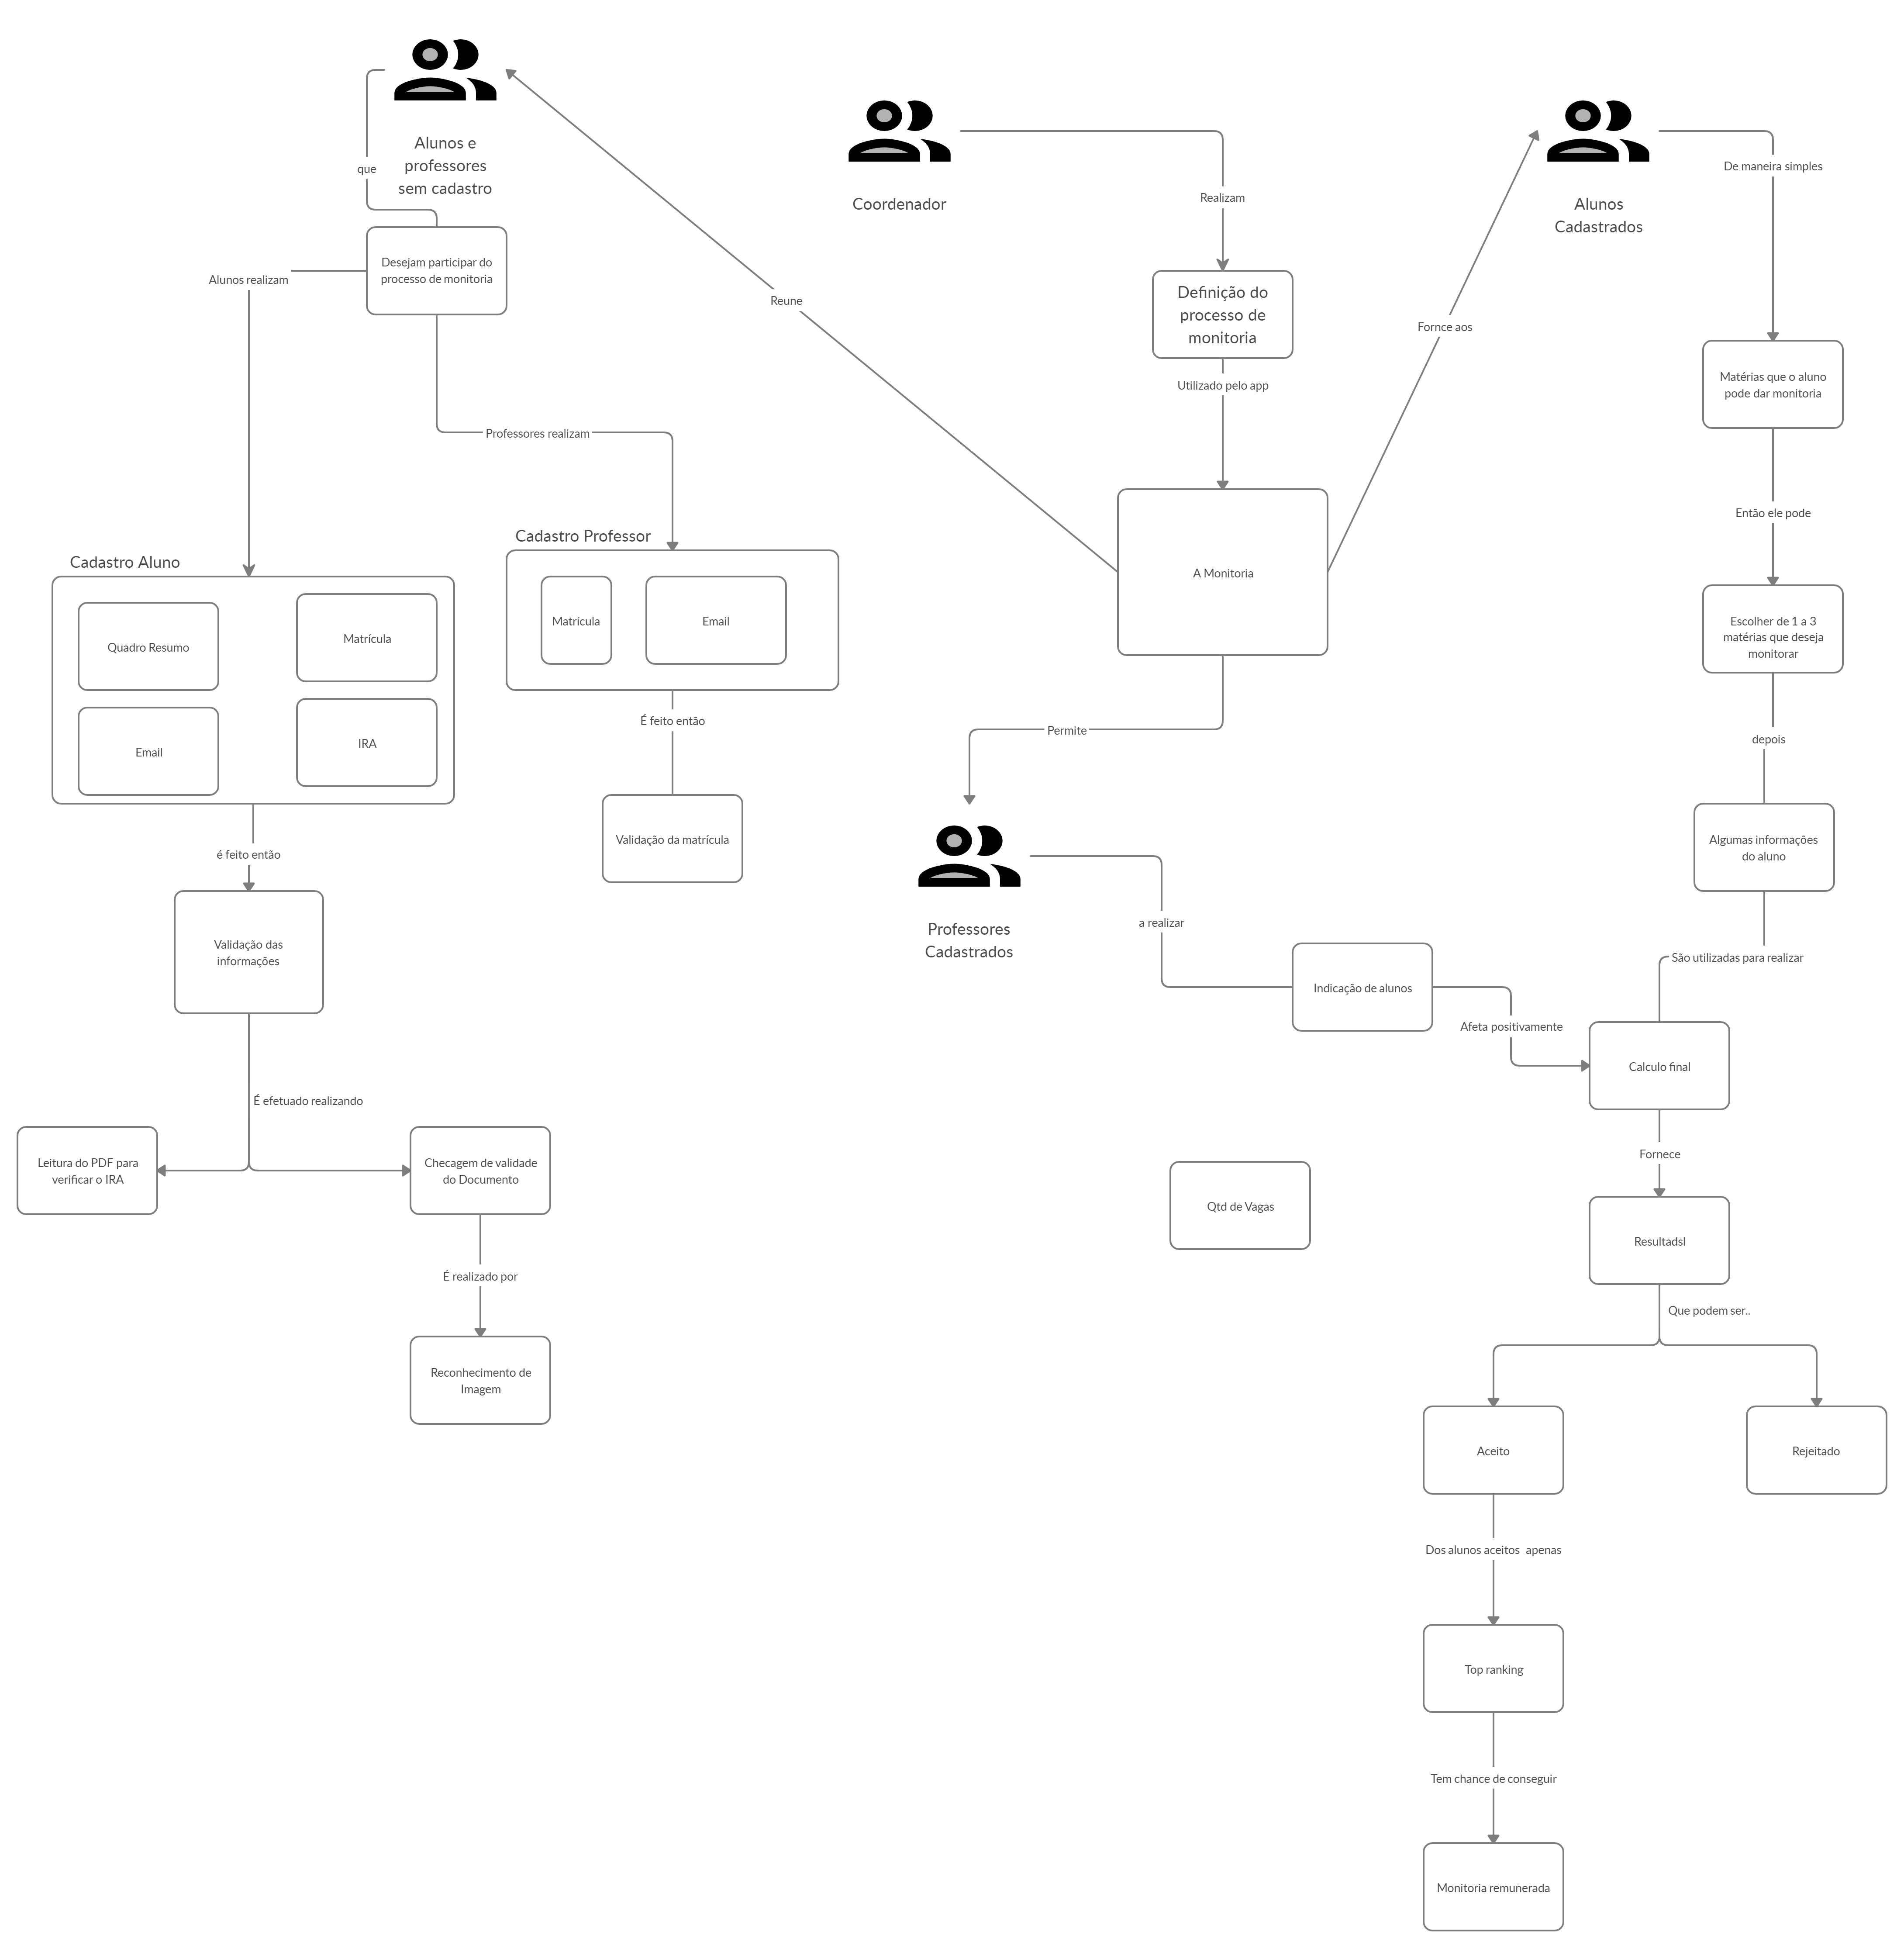 Alunos e
professores
sem cadastro
que
Desejam participar do
processo de monitoria
Alunos realizam
Professores realizam
Reune
Coordenador
Realizam
Definição do
processo de
monitoria
Utilizado pelo app
A Monitoria
Fornce aos
Alunos
Cadastrados
De maneira simples
Matérias que o aluno
pode dar monitoria
Então ele pode
Escolher de 1 a 3
matérias que deseja
monitorar
depois
Algumas informações
do aluno
São utilizadas para realizar
Cadastro Aluno
Quadro Resumo
Matrícula
Email
IRA
é feito então
Validação das
informações
É efetuado realizando
Leitura do PDF para
verificar o IRA
Checagem de validade
do Documento
É realizado por
Reconhecimento de
Imagem
Cadastro Professor
Matrícula
Email
É feito então
Validação da matrícula
Permite
Professores
Cadastrados
a realizar
Indicação de alunos
Afeta positivamente
Calculo final
Fornece
Qtd de Vagas
Resultadsl
Que podem ser..
Aceito
Rejeitado
Dos alunos aceitos  apenas
Top ranking
Tem chance de conseguir
Monitoria remunerada